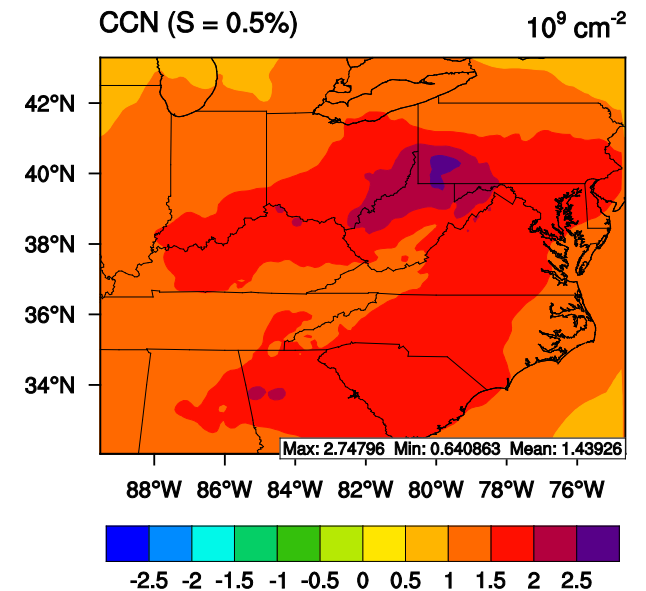 CCN (S = 0.5%) 10⁹ cm⁻²
42°N
40°N
38°N
36°N
34°N
Max: 2.74796 Min: 0.640863 Mean: 1.43926
88°W 86°W 84°W 82°W 80°W 78°W 76°W
-2.5 -2 -1.5 -1 -0.5 0 0.5 1 1.5 2 2.5